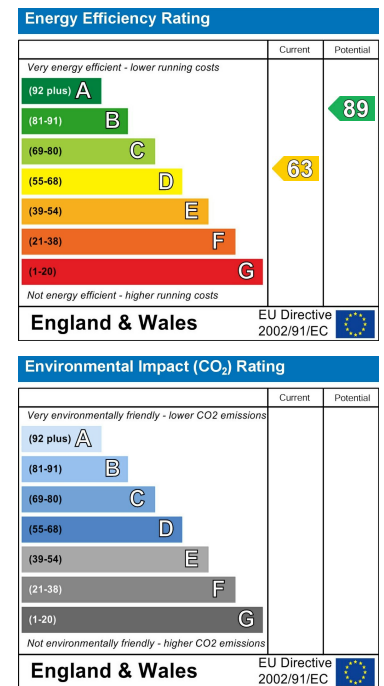 Energy Efficiency Rating
Current Potential
Very energy efficient - lower running costs
(92 plus) A
(81-91) B
(69-80) C
(55-68) D
(39-54) E
(21-38) F
(1-20) G
89
63
Not energy efficient - higher running costs
England & Wales
EU Directive
2002/91/EC
Environmental Impact (CO₂) Rating
Current Potential
Very environmentally friendly - lower CO2 emissions
(92 plus) A
(81-91) B
(69-80) C
(55-68) D
(39-54) E
(21-38) F
(1-20) G
Not environmentally friendly - higher CO2 emissions
England & Wales
EU Directive
2002/91/EC